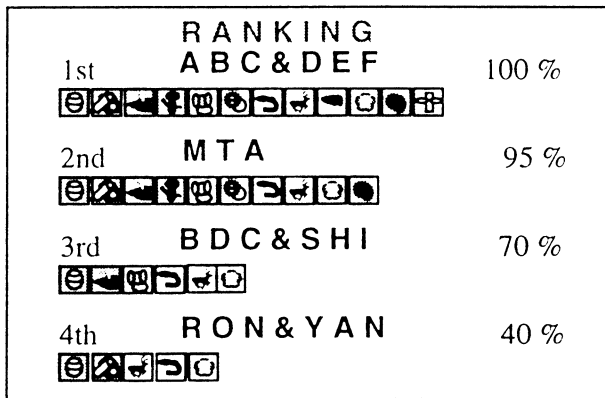 RANKING
1st ABC&DEF 100 %
2nd MTA 95 %
3rd BDC&SHI 70 %
4th RON&YAN 40 %